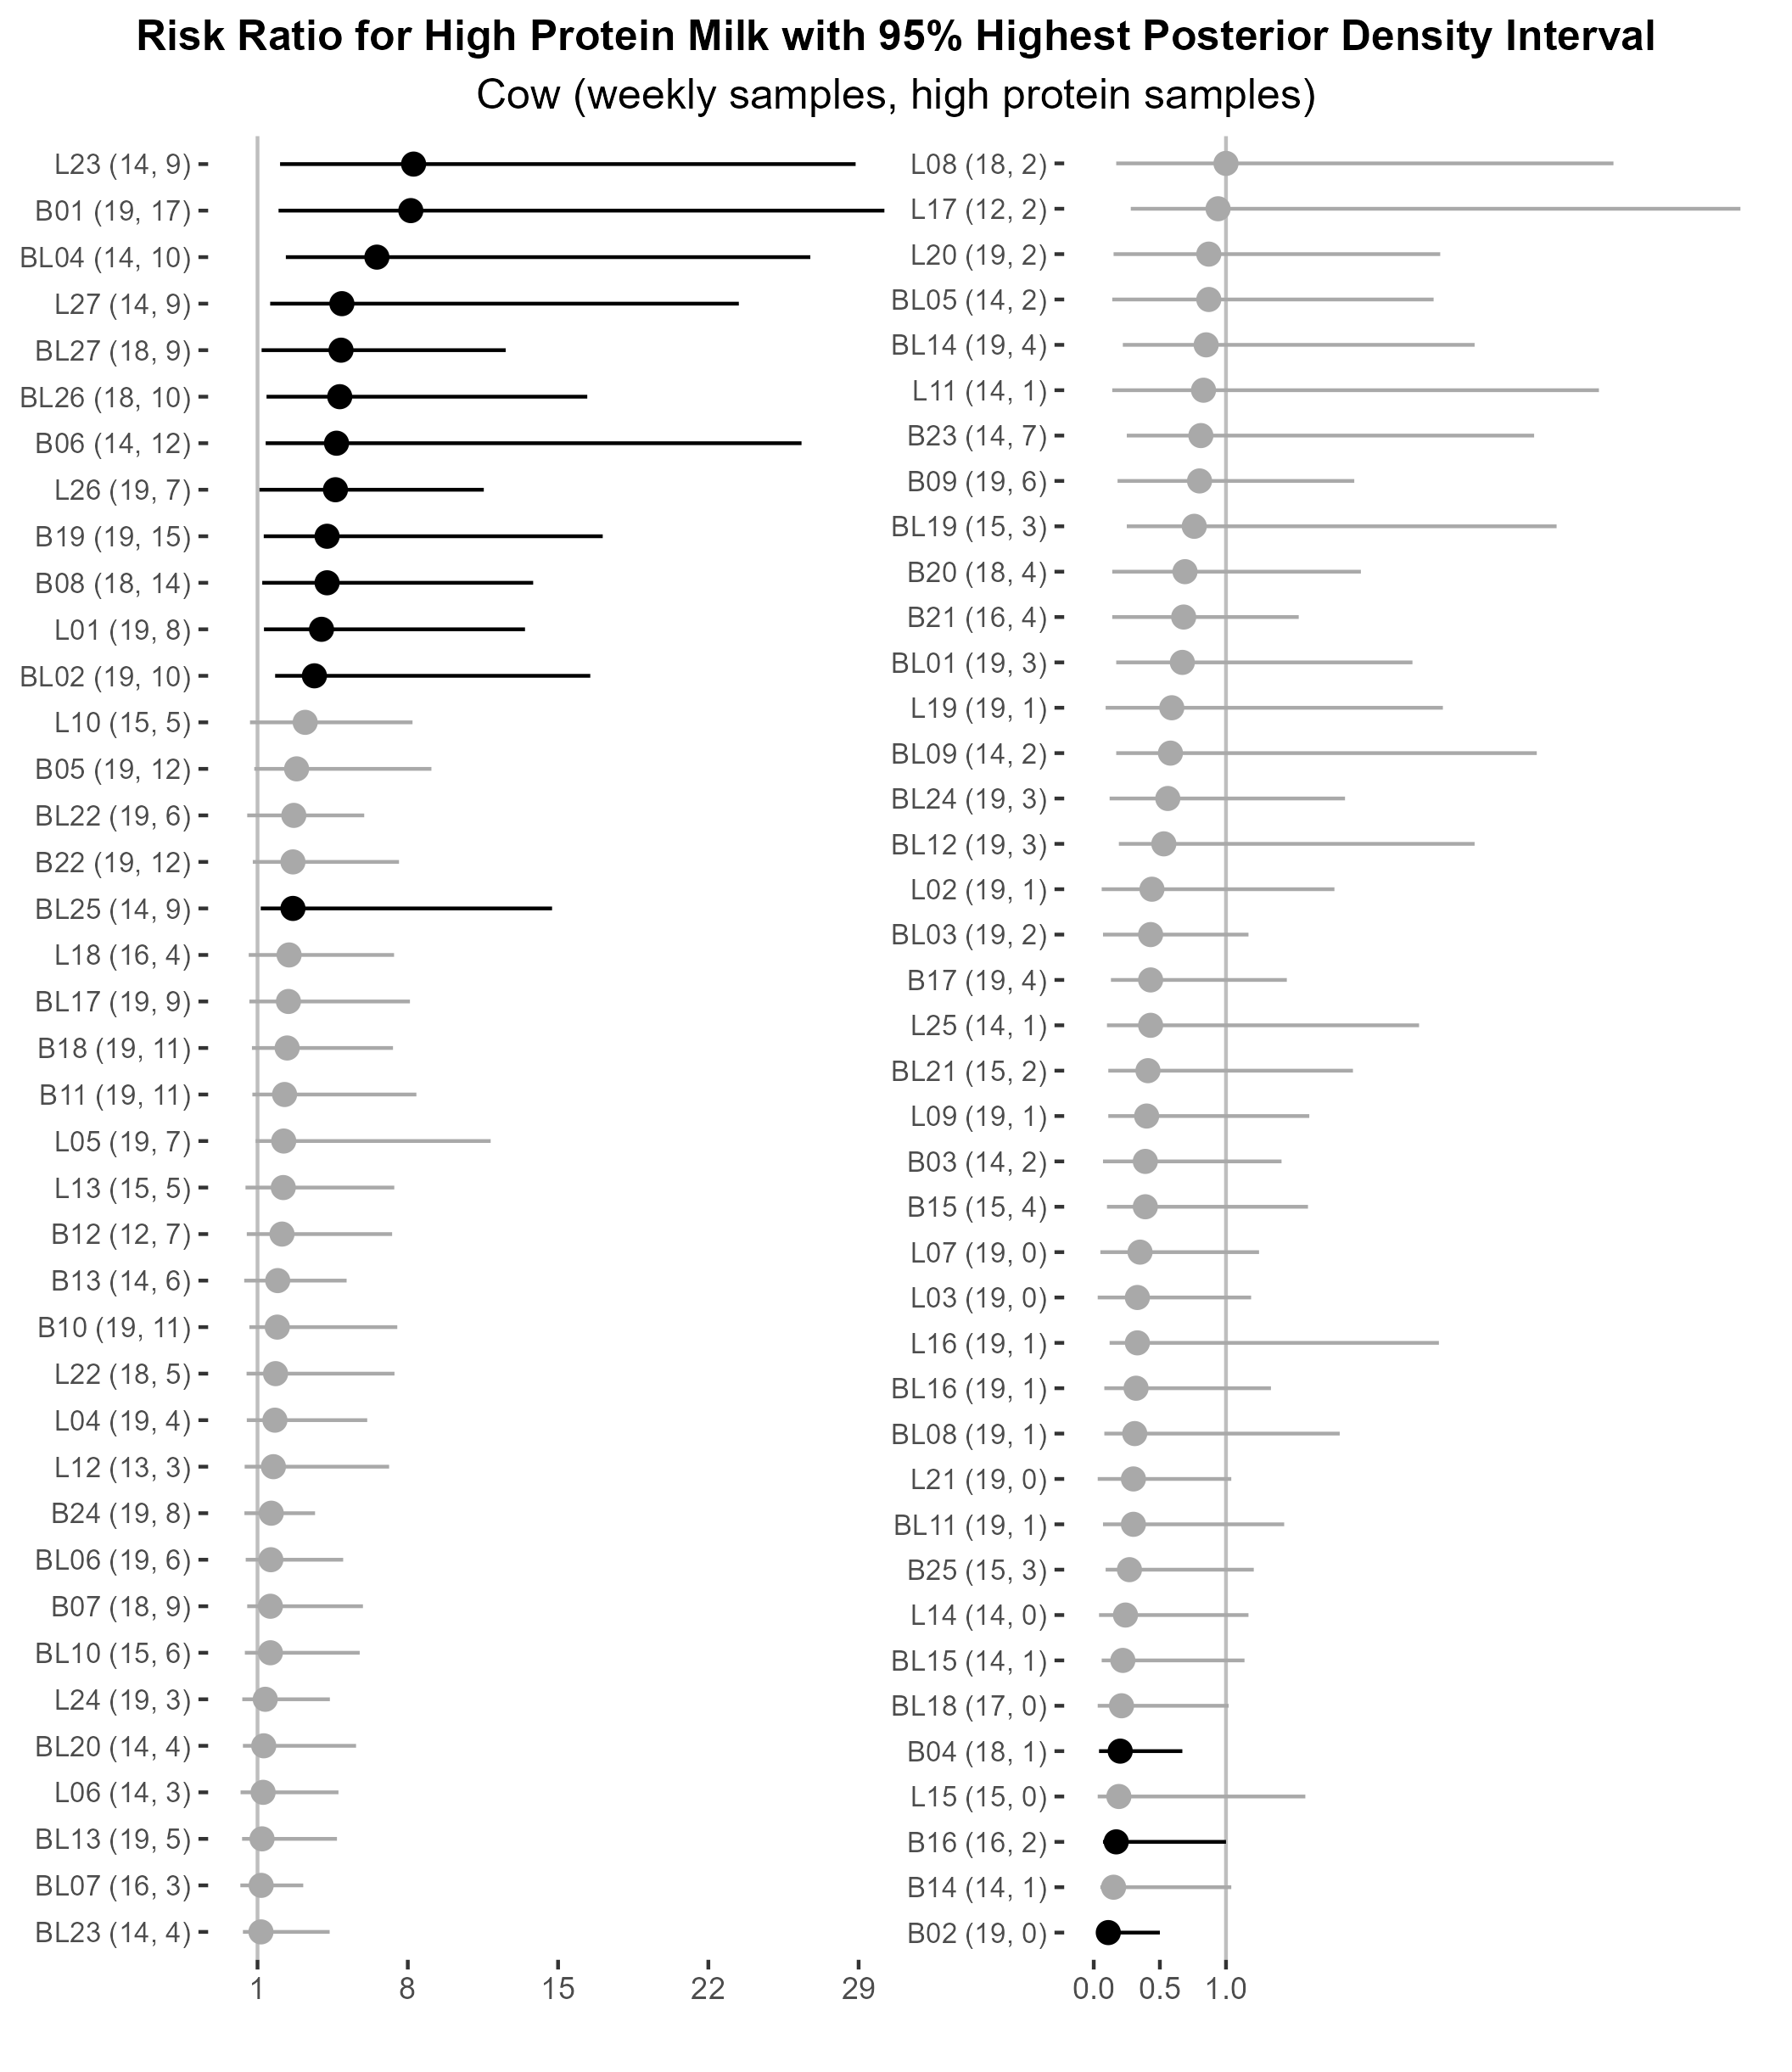 Risk Ratio for High Protein Milk with 95% Highest Posterior Density Interval
Cow (weekly samples, high protein samples)
L23 (14, 9)
B01 (19, 17)
BL04 (14, 10)
L27 (14, 9)
BL27 (18, 9)
BL26 (18, 10)
B06 (14, 12)
L26 (19, 7)
B19 (19, 15)
B08 (18, 14)
L01 (19, 8)
BL02 (19, 10)
L10 (15, 5)
B05 (19, 12)
BL22 (19, 6)
B22 (19, 12)
BL25 (14, 9)
L18 (16, 4)
BL17 (19, 9)
B18 (19, 11)
B11 (19, 11)
L05 (19, 7)
L13 (15, 5)
B12 (12, 7)
B13 (14, 6)
B10 (19, 11)
L22 (18, 5)
L04 (19, 4)
L12 (13, 3)
B24 (19, 8)
BL06 (19, 6)
B07 (18, 9)
BL10 (15, 6)
L24 (19, 3)
BL20 (14, 4)
L06 (14, 3)
BL13 (19, 5)
BL07 (16, 3)
BL23 (14, 4)
1 8 15 22 29
L08 (18, 2)
L17 (12, 2)
L20 (19, 2)
BL05 (14, 2)
BL14 (19, 4)
L11 (14, 1)
B23 (14, 7)
B09 (19, 6)
BL19 (15, 3)
B20 (18, 4)
B21 (16, 4)
BL01 (19, 3)
L19 (19, 1)
BL09 (14, 2)
BL24 (19, 3)
BL12 (19, 3)
L02 (19, 1)
BL03 (19, 2)
B17 (19, 4)
L25 (14, 1)
BL21 (15, 2)
L09 (19, 1)
B03 (14, 2)
B15 (15, 4)
L07 (19, 0)
L03 (19, 0)
L16 (19, 1)
BL16 (19, 1)
BL08 (19, 1)
L21 (19, 0)
BL11 (19, 1)
B25 (15, 3)
L14 (14, 0)
BL15 (14, 1)
BL18 (17, 0)
B04 (18, 1)
L15 (15, 0)
B16 (16, 2)
B14 (14, 1)
B02 (19, 0)
0.0 0.5 1.0